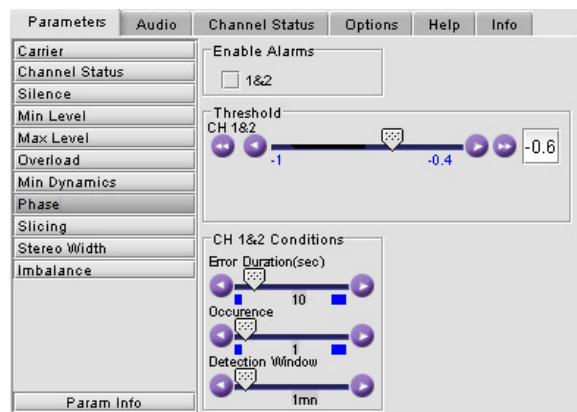 Parameters Audio Channel Status Options Help Info
Carrier
Channel Status
Silence
Min Level
Max Level
Overload
Min Dynamics
Phase
Slicing
Stereo Width
Imbalance
Param Info
Enable Alarms
1&2
Threshold
CH 1&2
-1 -0.4 -0.6
CH 1&2 Conditions
Error Duration(sec)
10
Occurence
1
Detection Window
1mn